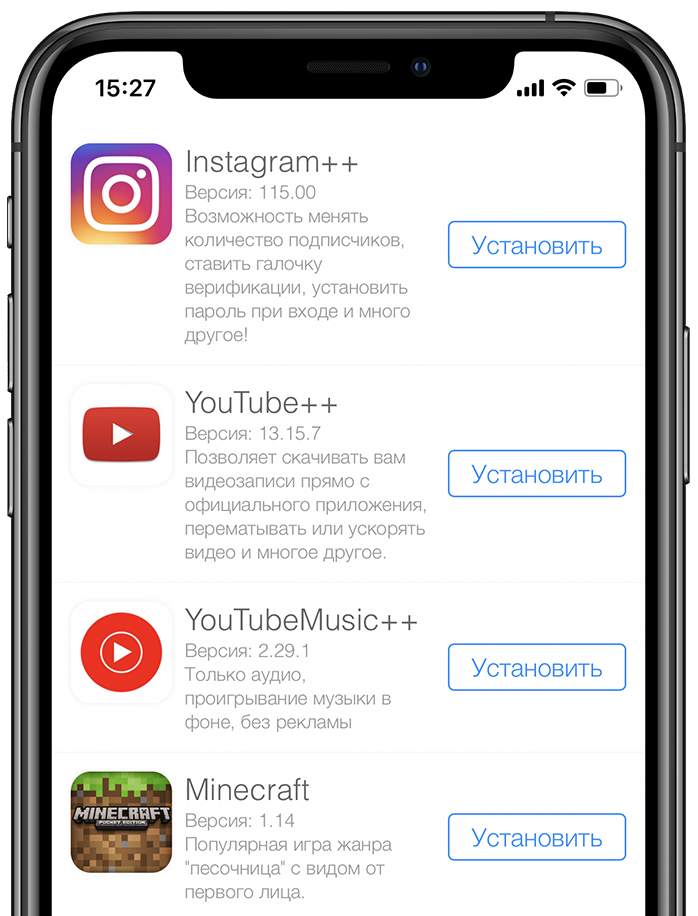 15:27
Instagram++
Версия: 115.00
Возможность менять
количество подписчиков,
ставить галочку
верификации, установить
пароль при входе и много
другое!
Установить
YouTube++
Версия: 13.15.7
Позволяет скачивать вам
видеозаписи прямо с
официального приложения,
перематывать или ускорять
видео и многое другое.
Установить
YouTubeMusic++
Версия: 2.29.1
Только аудио,
проигрывание музыки в
фоне, без рекламы
Установить
MINECRAFT
POCKET EDITION
Minecraft
Версия: 1.14
Популярная игра жанра
"песочница" с видом от
первого лица.
Установить